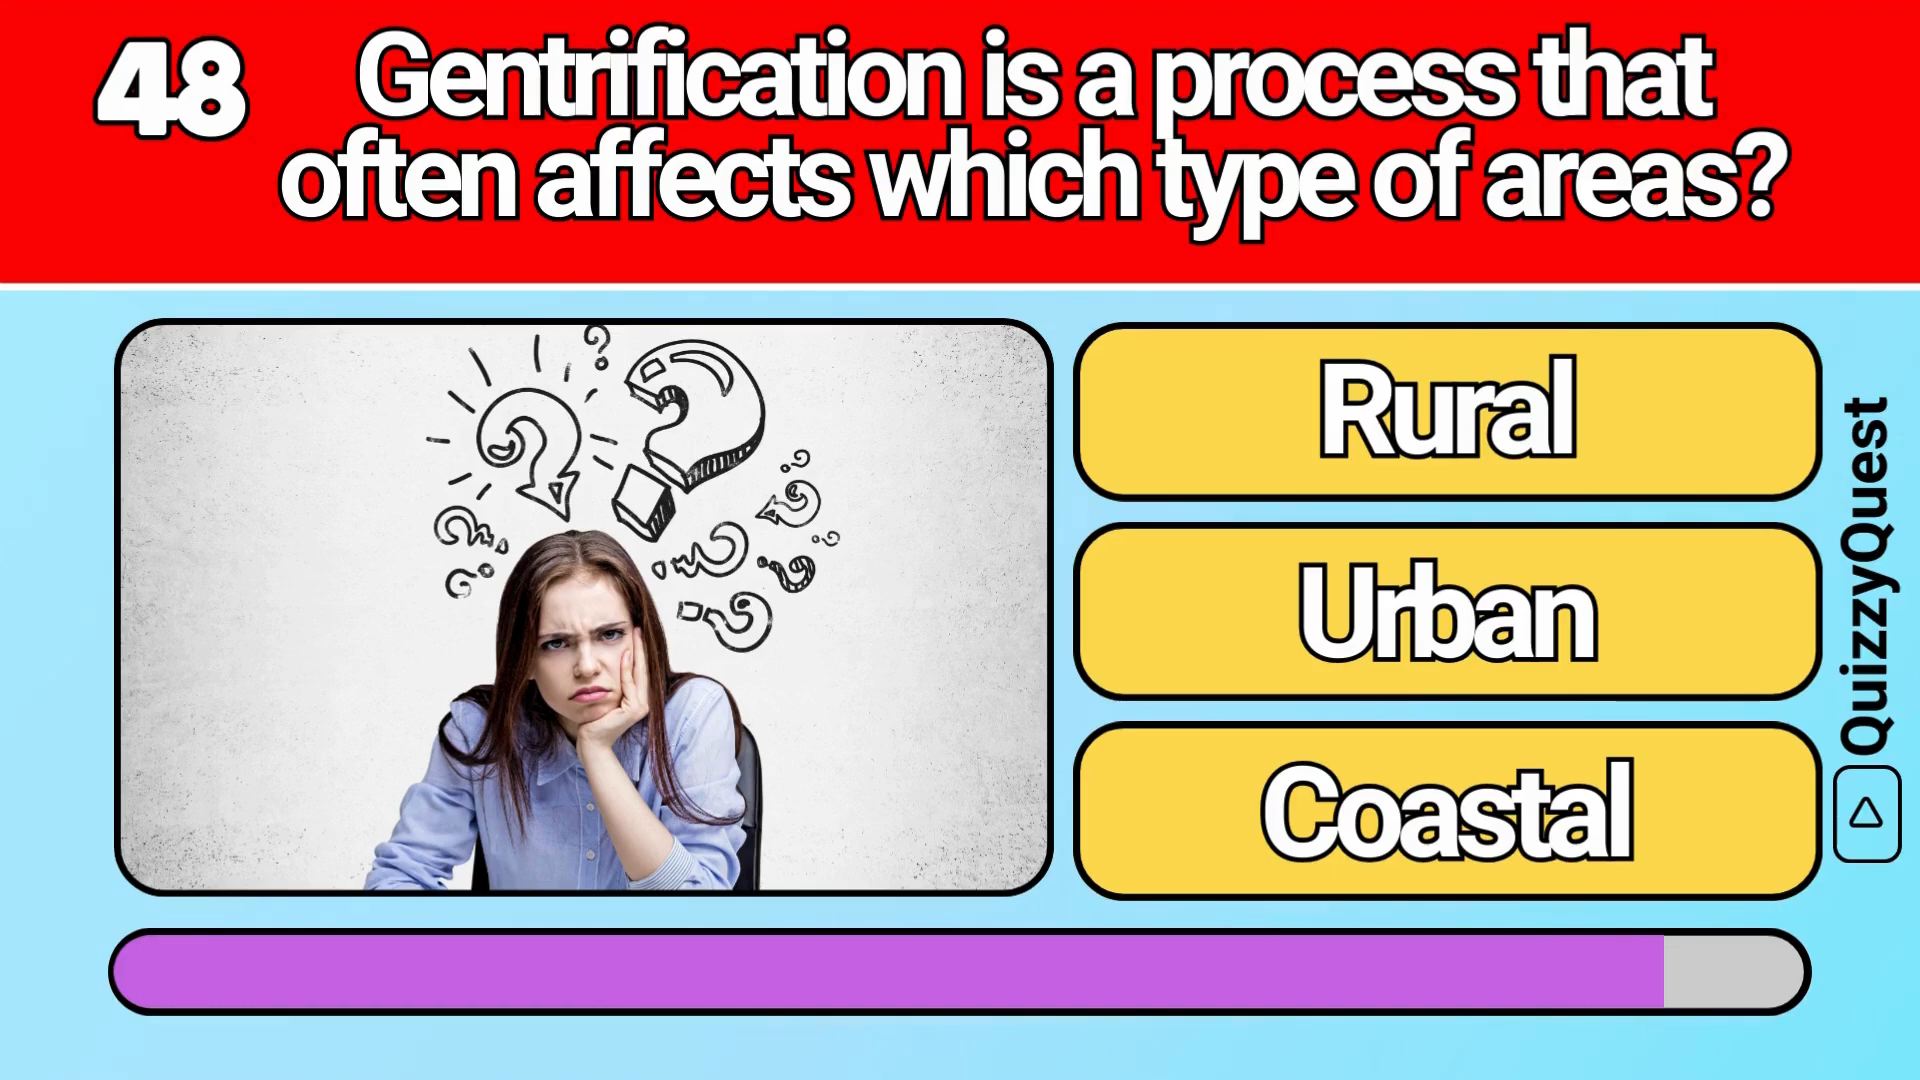 48
Gentrification is a process that
often affects which type of areas?
Rural
Urban
Coastal
QuizzyQuest